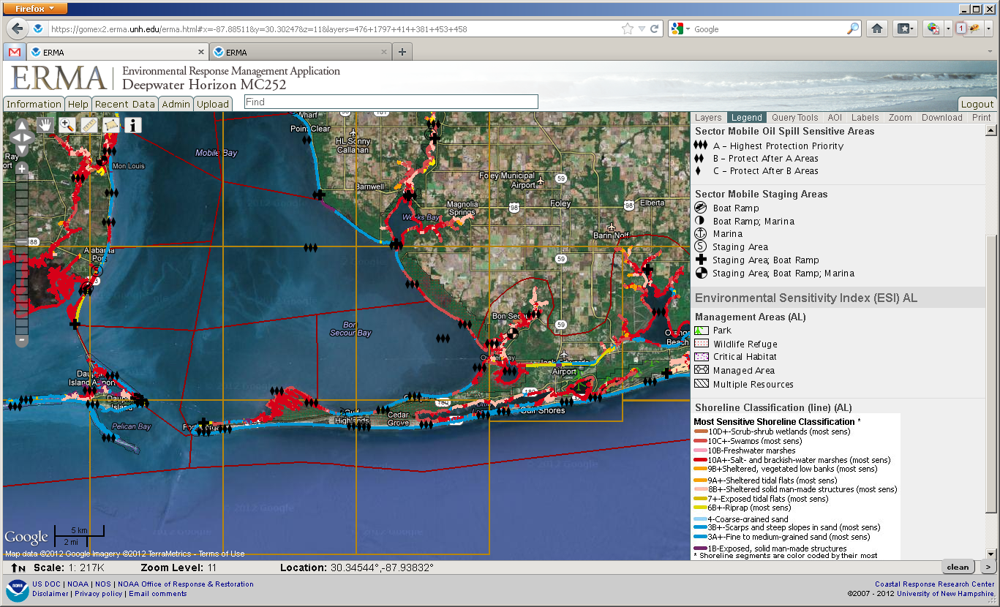 Firefox
https://gomex2.erma.unh.edu/erma.html#x=-87.88511&y=30.30247&z=11&layers=476+1797+414+381+453+458
Google
1
ERMA
ERMA
ERMA
Environmental Response Management Application
Deepwater Horizon MC252
Information Help Recent Data Admin Upload
Find
Logout
Layers Legend Query Tools AOI Labels Zoom Download Print
Sector Mobile Oil Spill Sensitive Areas
A - Highest Protection Priority
B - Protect After A Areas
C - Protect After B Areas
Sector Mobile Staging Areas
Boat Ramp
Boat Ramp; Marina
Marina
Staging Area
Staging Area; Boat Ramp
Staging Area; Boat Ramp; Marina
Environmental Sensitivity Index (ESI) AL
Management Areas (AL)
Park
Wildlife Refuge
Critical Habitat
Managed Area
Multiple Resources
Shoreline Classification (line) (AL)
Most Sensitive Shoreline Classification *
10D+-Scrub-shrub wetlands (most sens)
10C+-Swamps (most sens)
10B-Freshwater marshes
10A+-Salt- and brackish-water marshes (most sens)
9B+Sheltered, vegetated low banks (most sens)
9A+-Sheltered tidal flats (most sens)
8B+-Sheltered solid man-made structures (most sens)
7+-Exposed tidal flats (most sens)
6B+-Riprap (most sens)
4-Coarse-grained sand
3B+-Scarps and steep slopes in sand (most sens)
3A+-Fine to medium-grained sand (most sens)
1B-Exposed, solid man-made structures
* Shoreline segments are color coded by their most
Wharf
Point Clear
HL Sonny
Callanan
Mobile Bay
Mon Louis
Barnwell
Foley Municipal
Airport
59
Magnolia
Springs
98
Foley
98
Elberta
Weeks Bay
Barin Nolf
188
Alabama
Port
59
Bon
Secour Bay
Bon Secour
59
Orange
Beach
Airport
Island Airport
Dauphin
Island
Pelican Bay
Highlands
Cedar
Grove
180
180
Gulf Shores
Google
5 km
2 mi
Map data ©2012 Google Imagery ©2012 TerraMetrics - Terms of Use
N Scale: 1: 217K Zoom Level: 11 Location: 30.34544°,-87.93832°
clean >
NOAA
US DOC | NOAA | NOS | NOAA Office of Response & Restoration
Disclaimer | Privacy policy | Email comments
Coastal Response Research Center
©2007 - 2012 University of New Hampshire